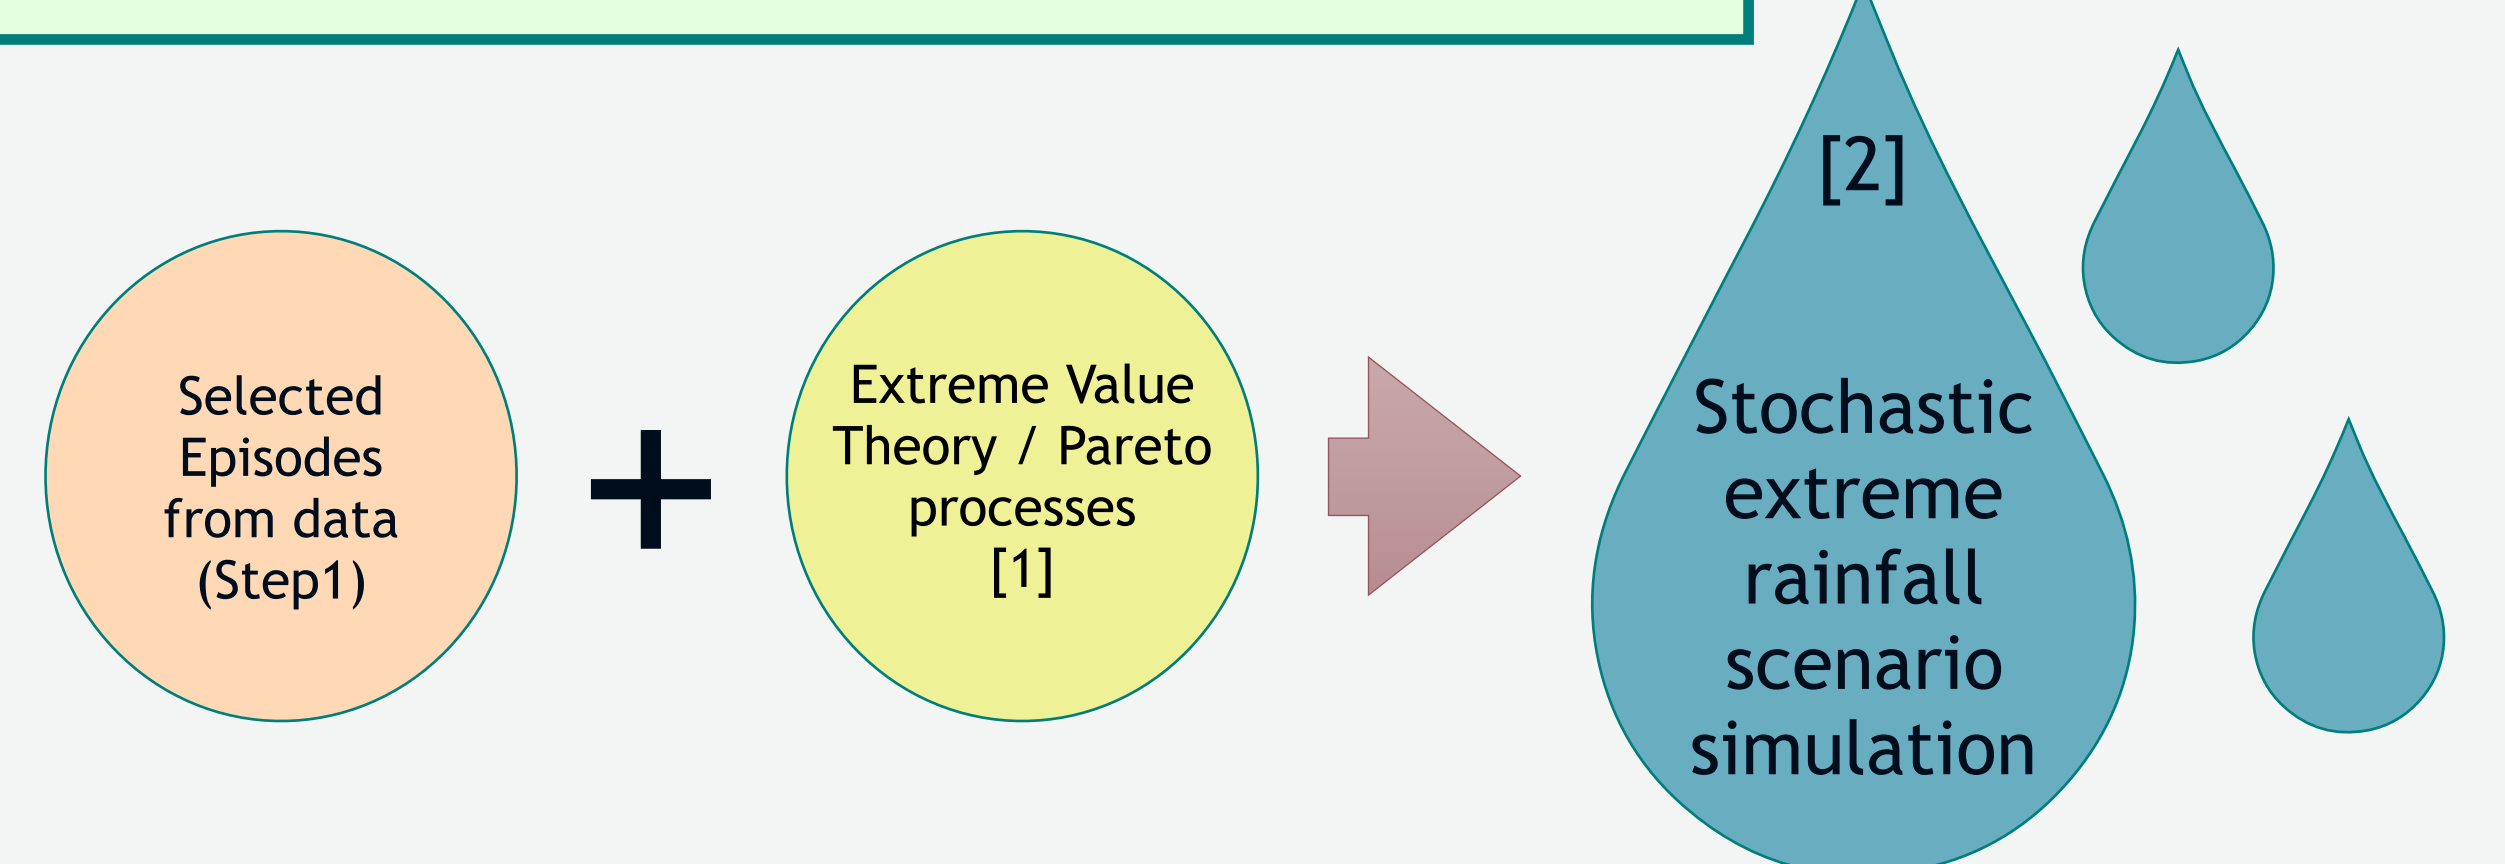 Selected
Episodes
from data
(Step1)
+
Extreme Value
Theory / Pareto
processes
[1]
[2]
Stochastic
extreme
rainfall
scenario
simulation